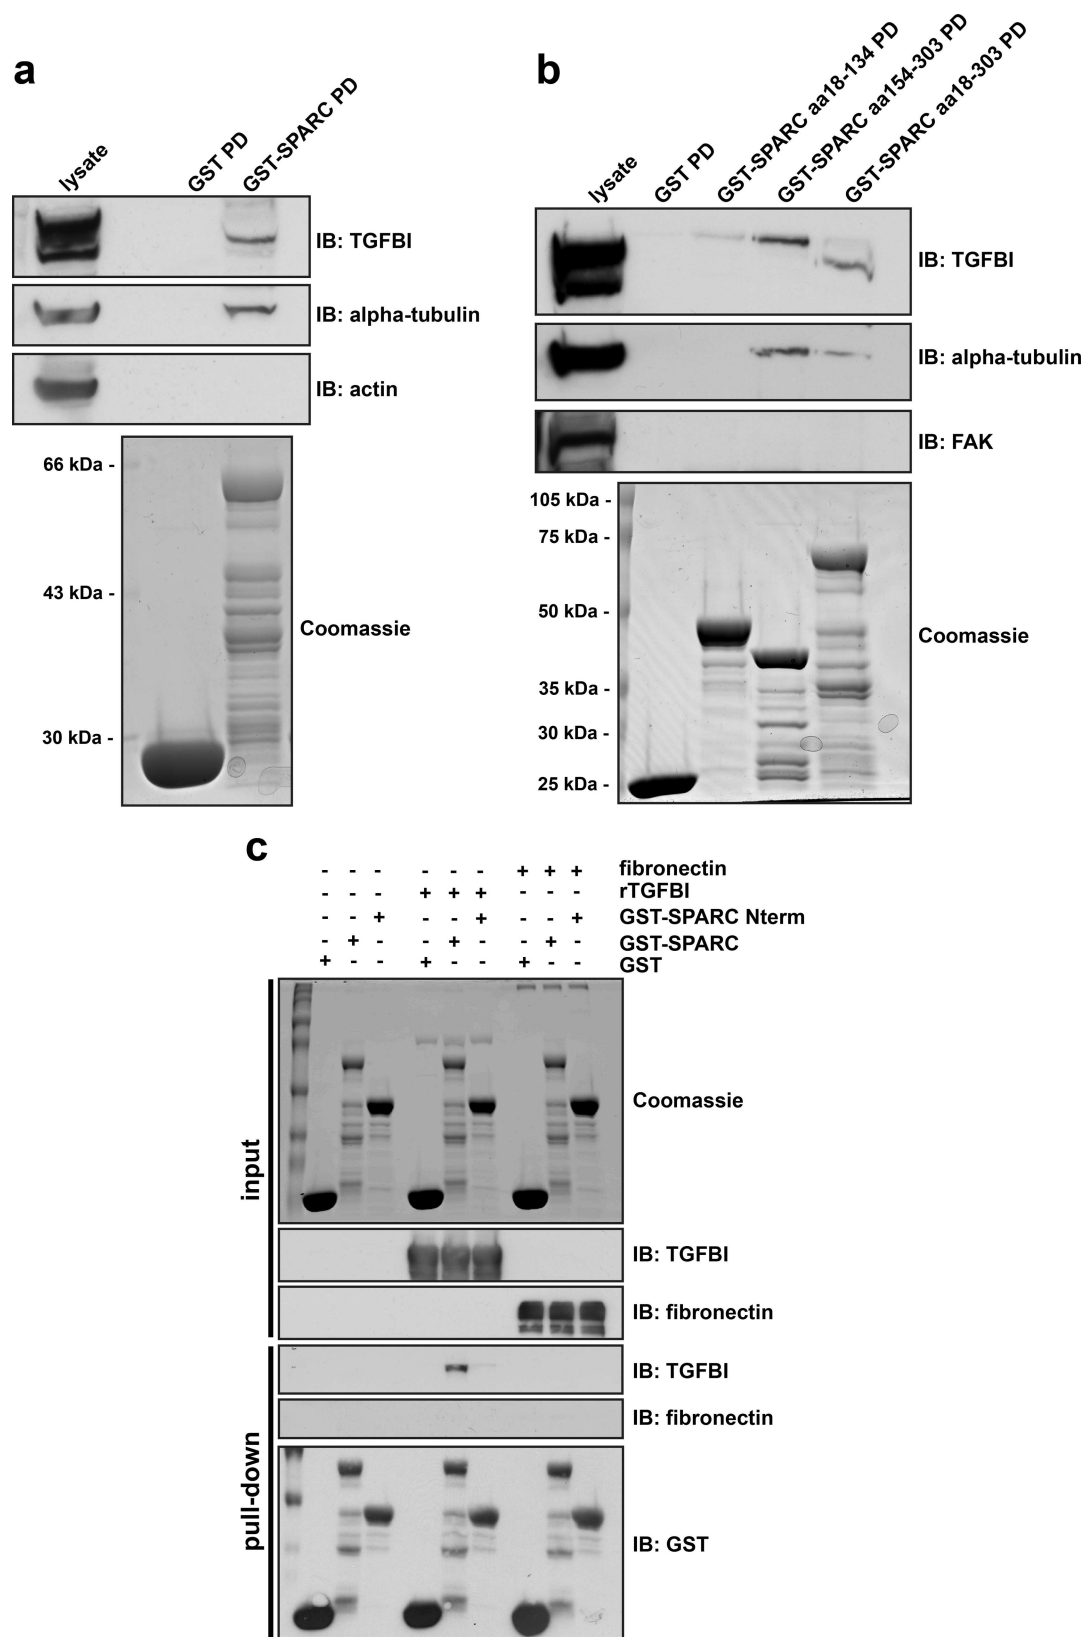 a
lysate
GST PD
GST-SPARC PD
IB: TGFBI
IB: alpha-tubulin
IB: actin
66 kDa -
43 kDa -
30 kDa -
Coomassie
b
lysate
GST PD
GST-SPARC aa18-134 PD
GST-SPARC aa154-303 PD
GST-SPARC aa18-303 PD
IB: TGFBI
IB: alpha-tubulin
IB: FAK
105 kDa -
75 kDa -
50 kDa -
35 kDa -
30 kDa -
25 kDa -
Coomassie
c
- - - - - - + + + fibronectin
- - - + + + - - - rTGFBI
- - + - - + - - + GST-SPARC Nterm
- + - - + - - + - GST-SPARC
+ - - + - - + - - GST
input
Coomassie
IB: TGFBI
IB: fibronectin
pull-down
IB: TGFBI
IB: fibronectin
IB: GST